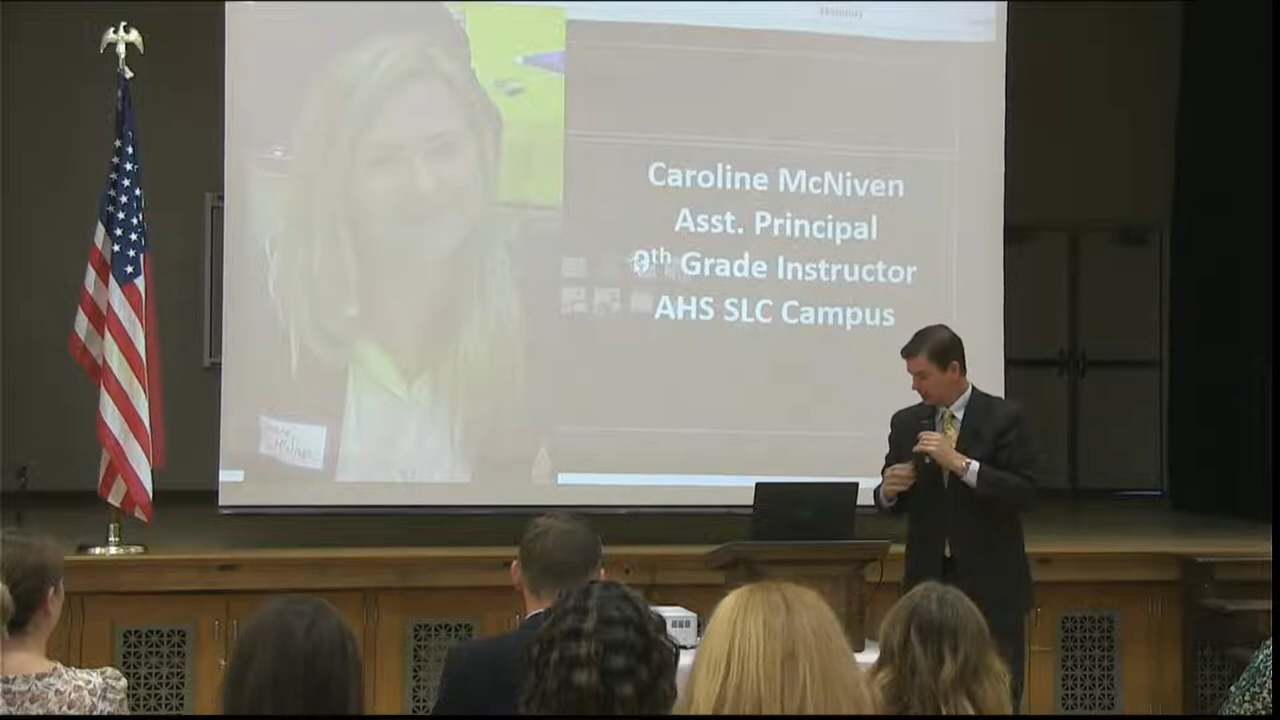 Caroline McNiven
Asst. Principal
9th Grade Instructor
AHS SLC Campus